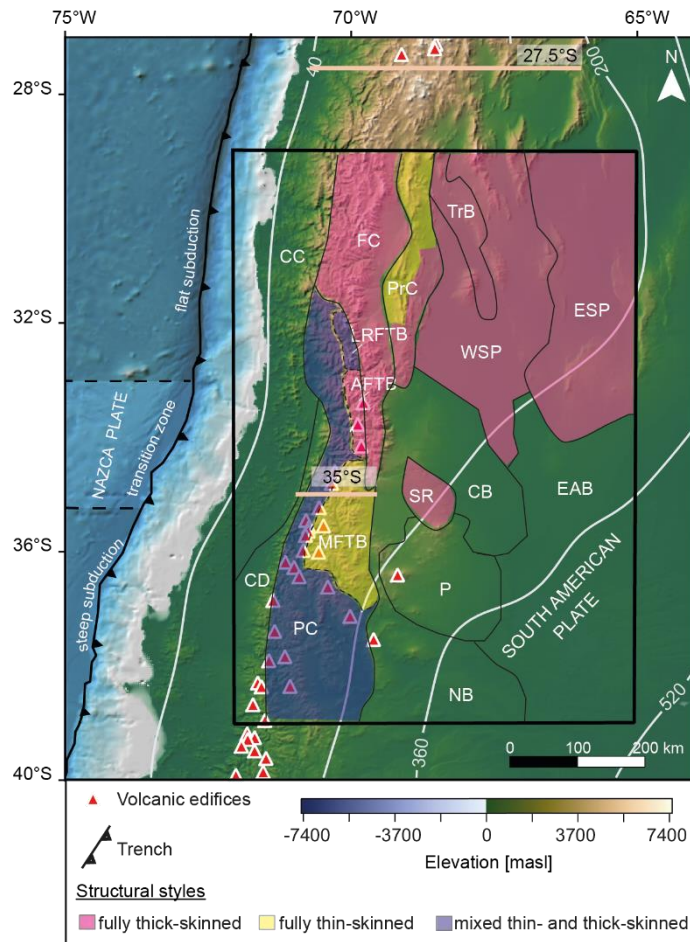 75°W 70°W 65°W
27.5°S
N
28°S
40
200
flat subduction
TrB
CC
FC
PrC
ESP
32°S
LRFTB
WSP
AFTB
NAZCA PLATE
transition zone
35°S
SR
CB
EAB
36°S
MFTB
CD
P
SOUTH AMERICAN
PLATE
steep subduction
PC
NB
520
360
0 100 200 km
40°S
Volcanic edifices
-7400 -3700 0 3700 7400
Trench
Elevation [masl]
Structural styles
fully thick-skinned fully thin-skinned mixed thin- and thick-skinned